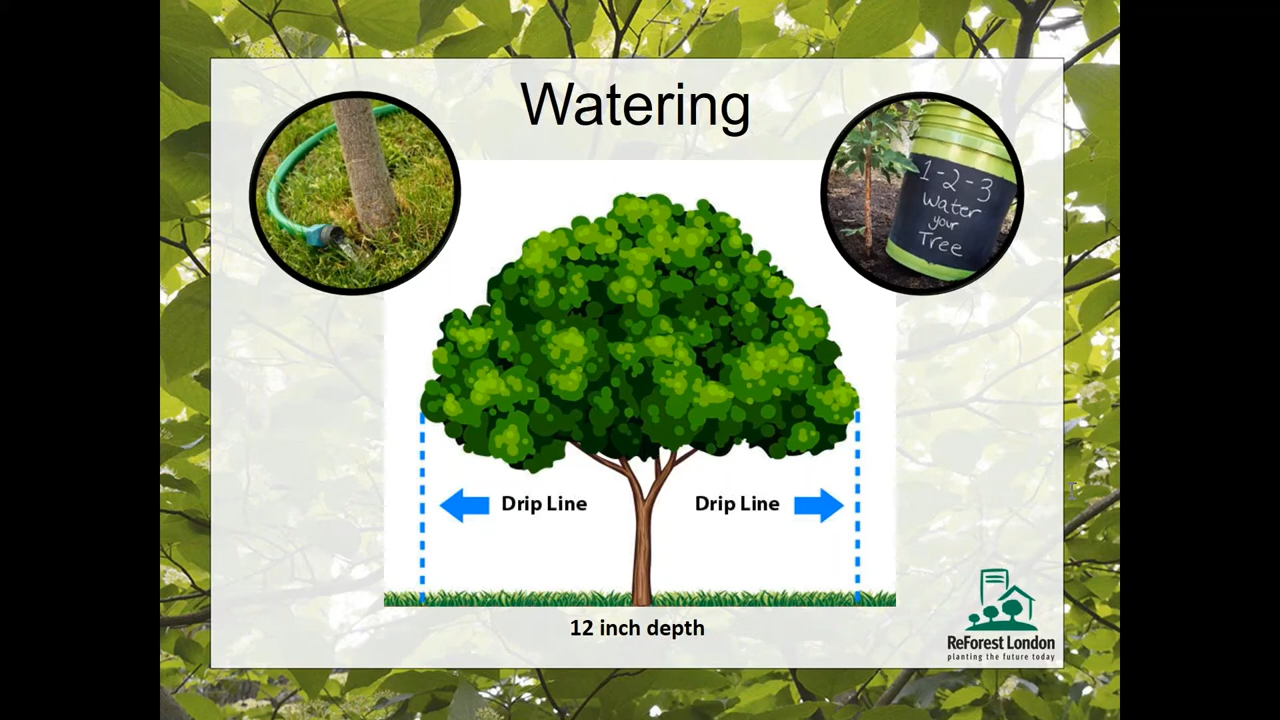 Watering
1-2-3
Water
your
Tree
Drip Line
Drip Line
12 inch depth
ReForest London
planting the future today